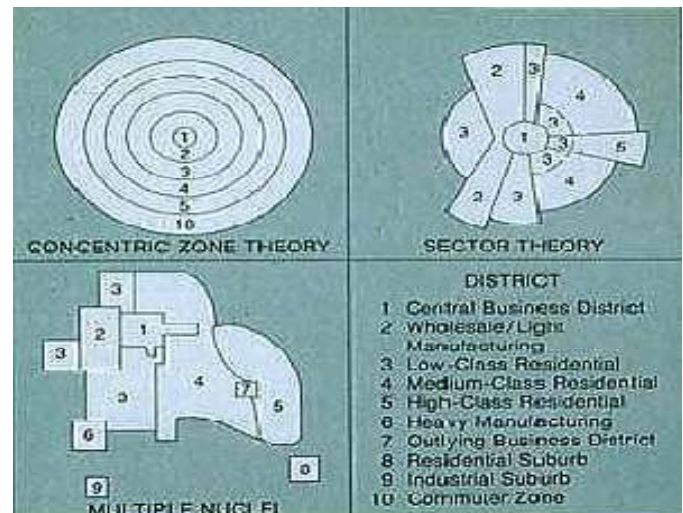 1
2
3
4
5
10
CONCENTRIC ZONE THEORY
2
3
4
3
3
1
3
5
3
4
3
SECTOR THEORY
3
2
1
3
3
4
7
5
6
9
MULTIPLE NUCLEI
DISTRICT
1 Central Business District
2 Wholesale/Light
Manufacturing
3 Low-Class Residential
4 Medium-Class Residential
5 High-Class Residential
6 Heavy Manufacturing
7 Outlying Business District
8 Residential Suburb
9 Industrial Suburb
10 Commuter Zone